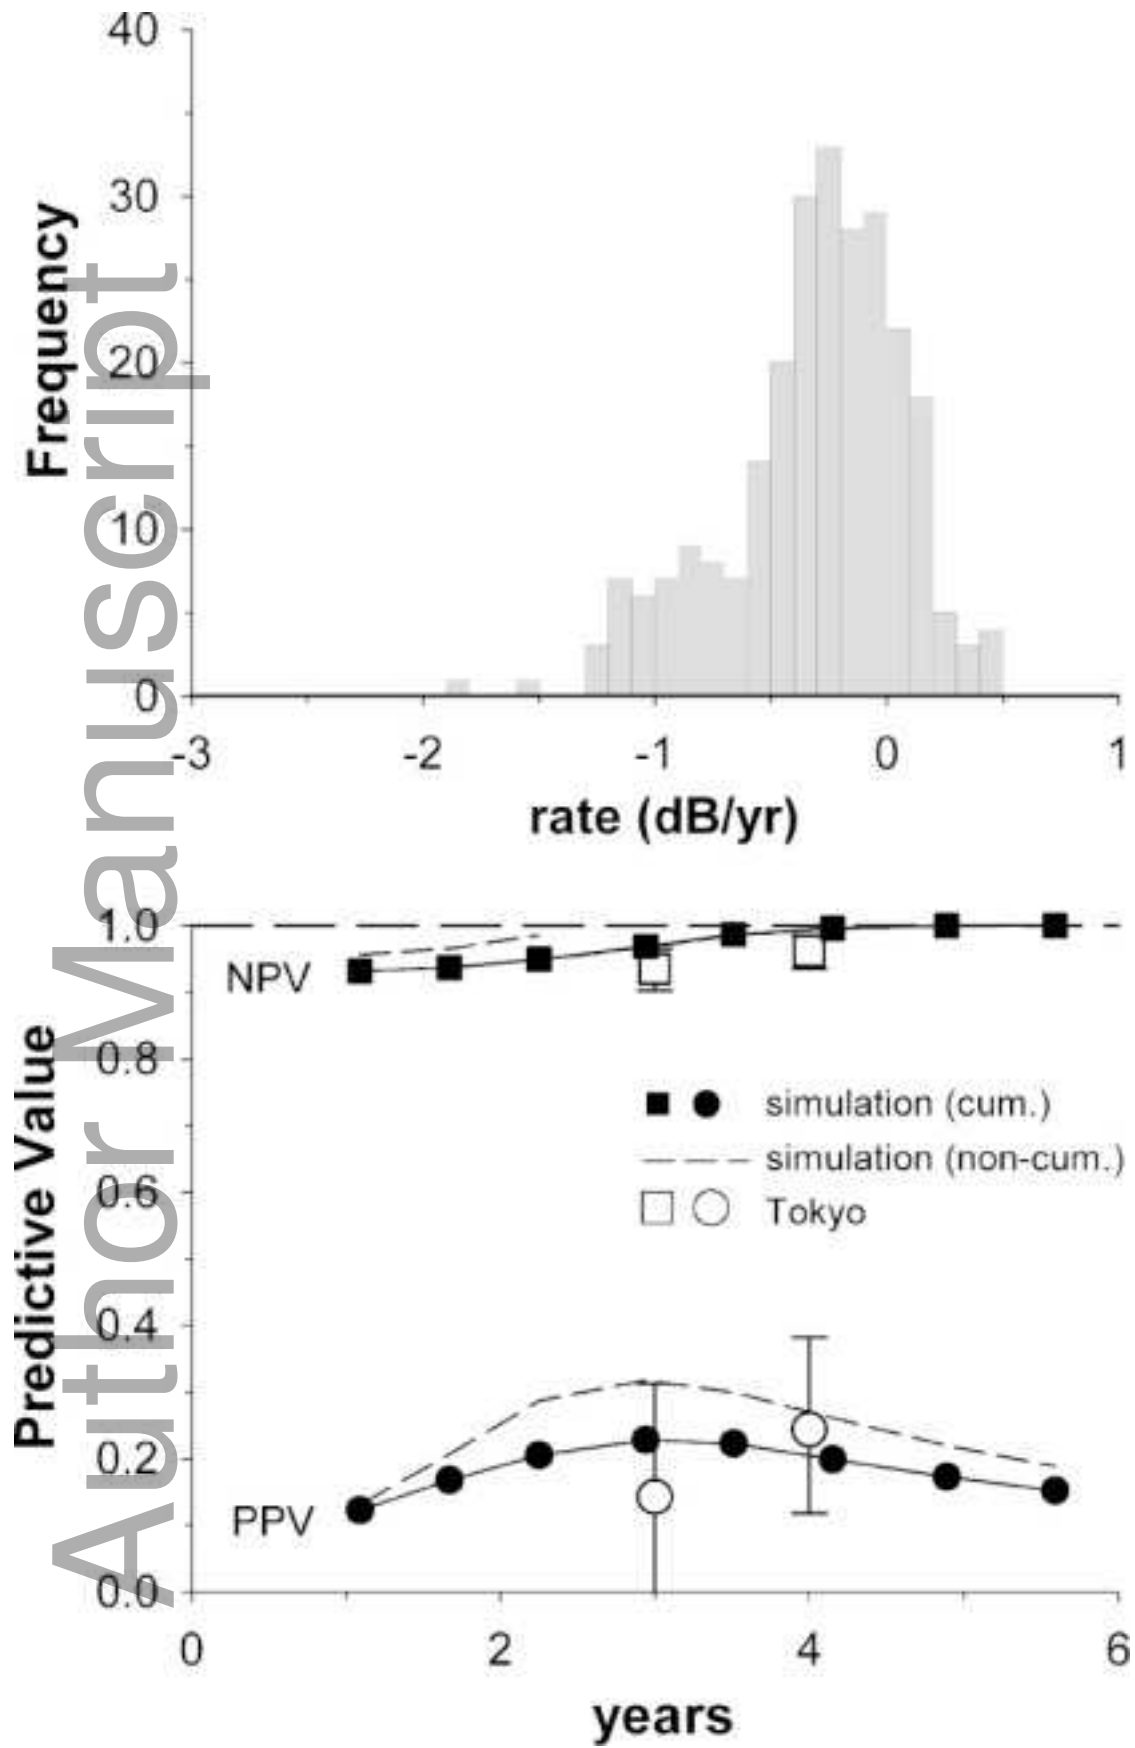 40
30
20
10
0
Frequency
-3 -2 -1 0 1
rate (dB/yr)
1.0
0.8
0.6
0.4
0.2
0.0
Predictive Value
NPV
simulation (cum.)
simulation (non-cum.)
Tokyo
PPV
0 2 4 6
years
Author Manuscript